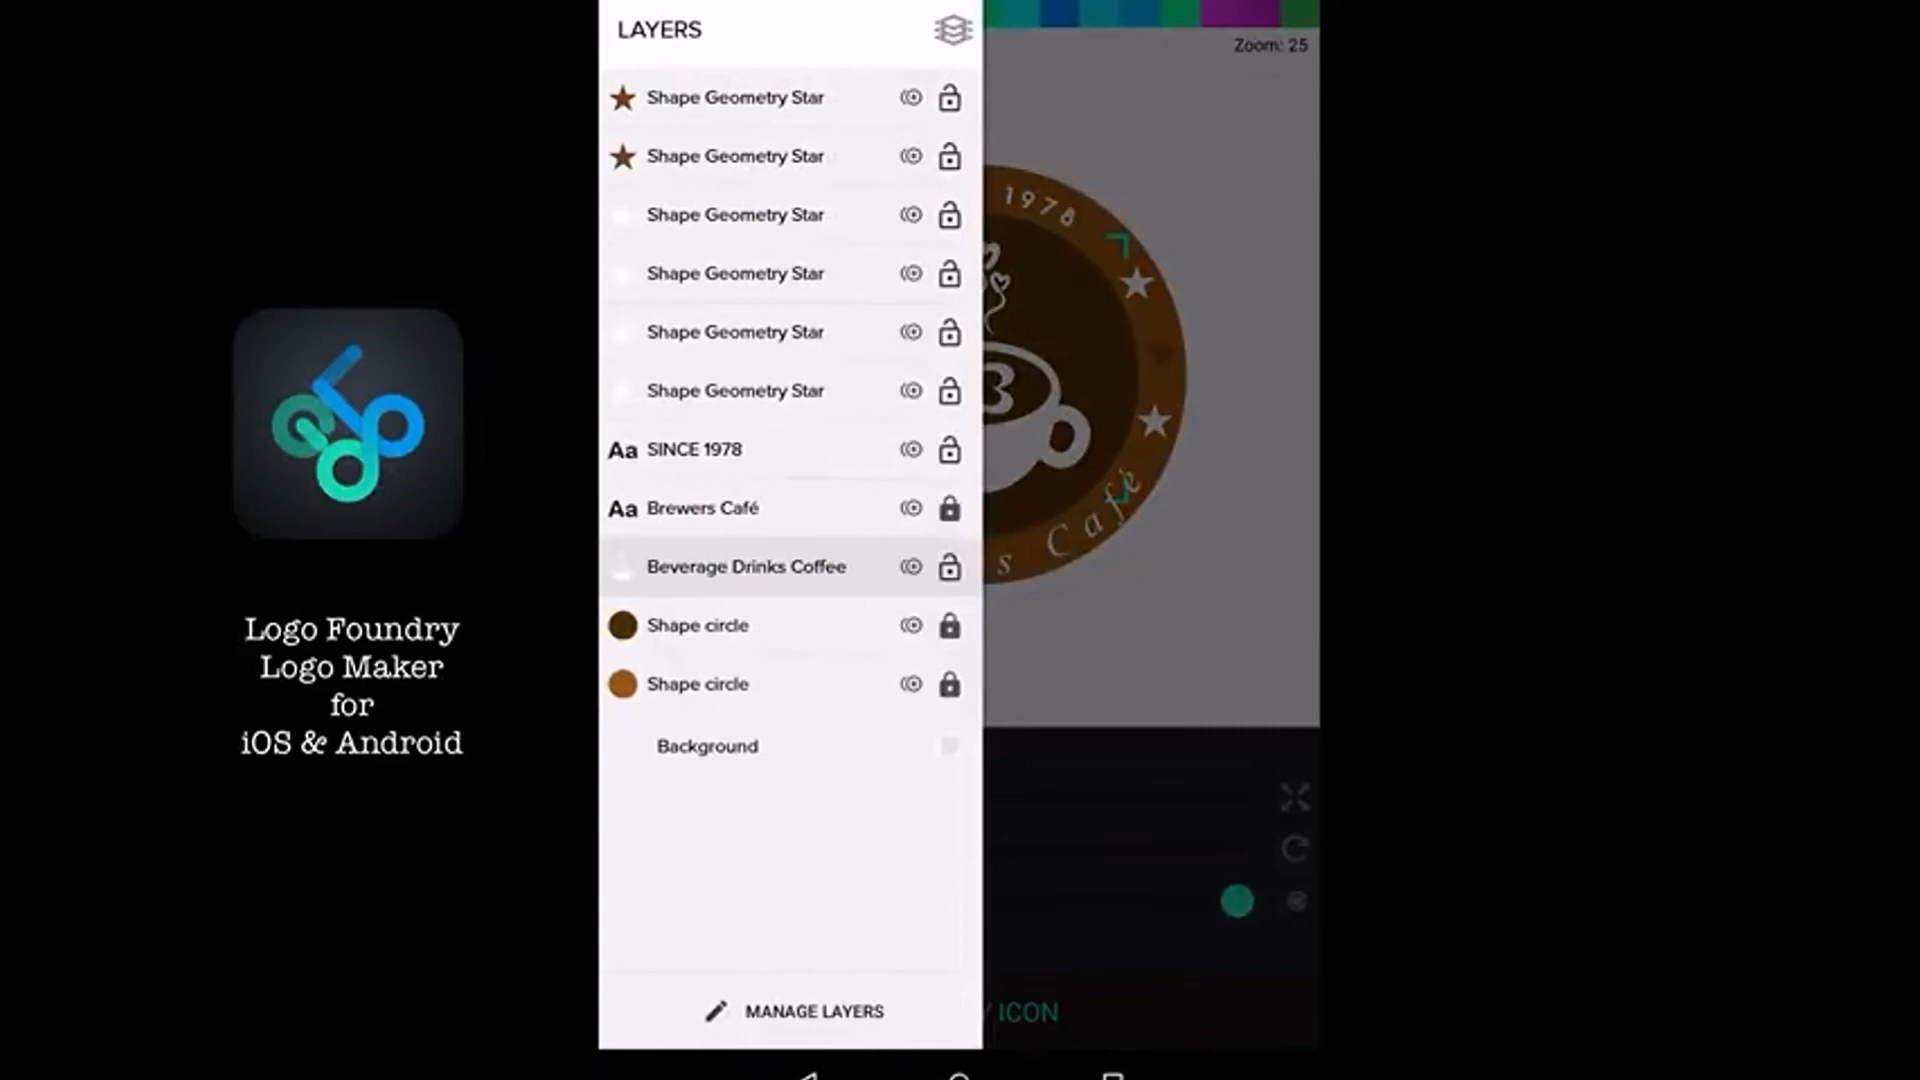 LAYERS
Zoom: 25
Shape Geometry Star
Shape Geometry Star
Shape Geometry Star
Shape Geometry Star
Shape Geometry Star
Shape Geometry Star
Aa SINCE 1978
Aa Brewers Café
Beverage Drinks Coffee
Shape circle
Shape circle
Background
MANAGE LAYERS
1978
3
s Café
ICON
Logo Foundry
Logo Maker
for
iOS & Android